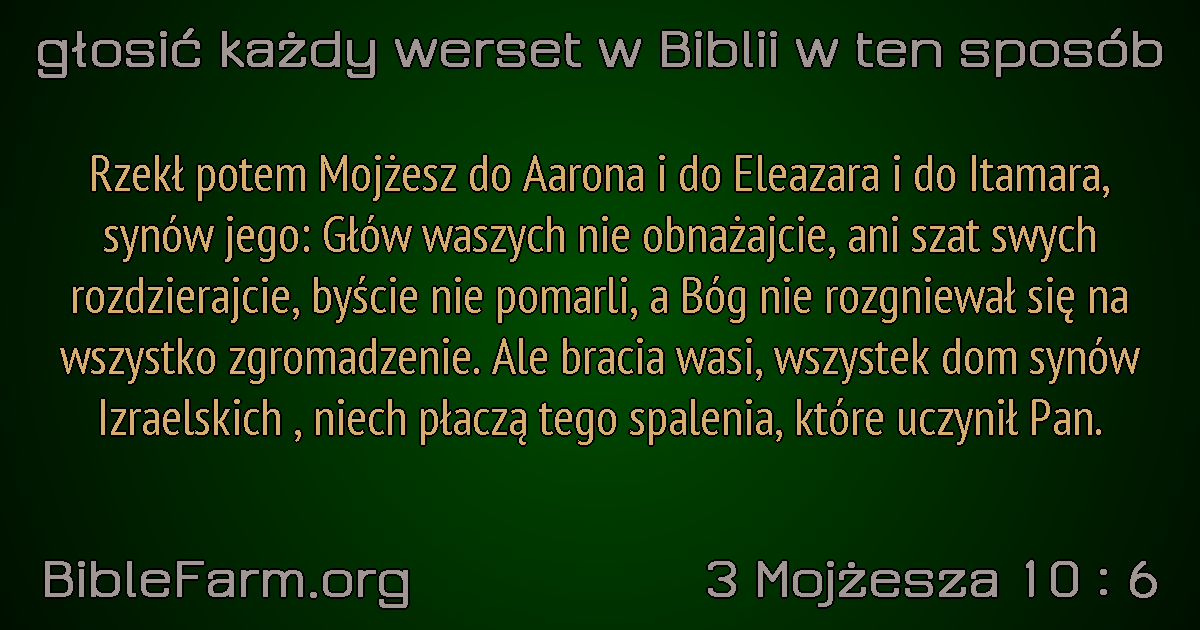 głosić każdy werset w Biblii w ten sposób
Rzekł potem Mojżesz do Aarona i do Eleazara i do Itamara,
synów jego: Głów waszych nie obnażajcie, ani szat swych
rozdzierajcie, byście nie pomarli, a Bóg nie rozgniewał się na
wszystko zgromadzenie. Ale bracia wasi, wszystek dom synów
Izraelskich , niech płaczą tego spalenia, które uczynił Pan.
BibleFarm.org
3 Mojżesza 10 : 6